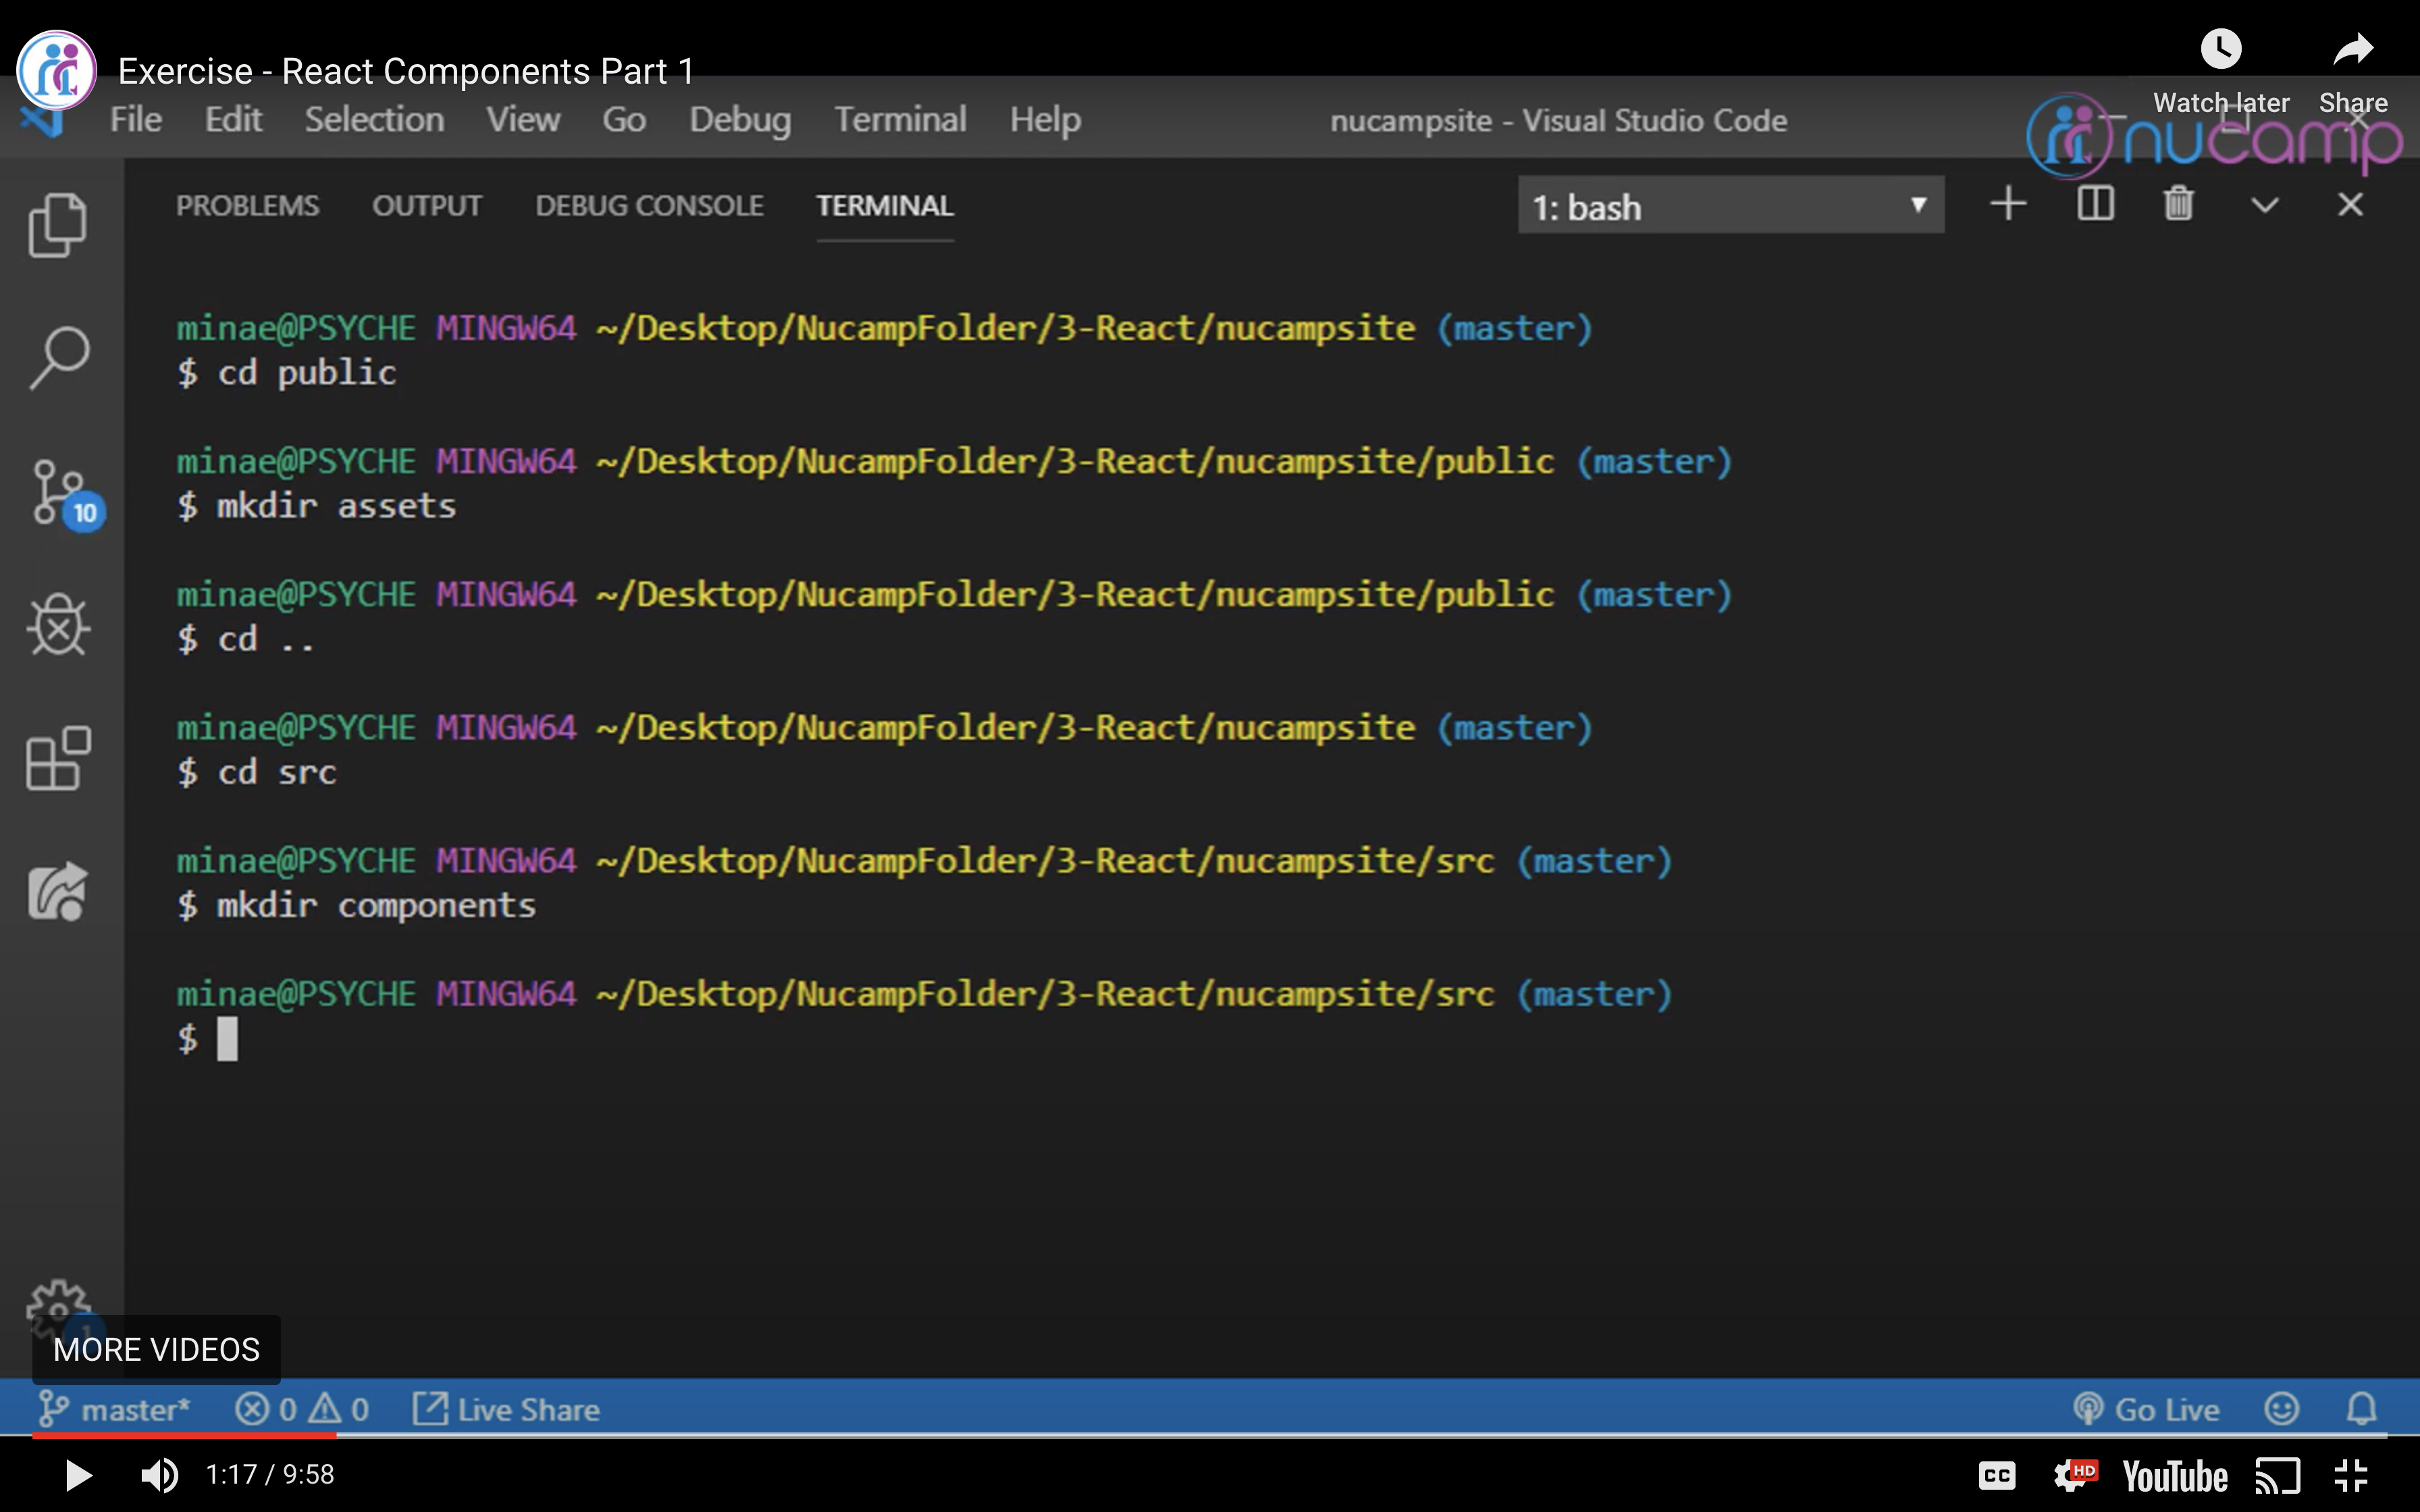 Exercise - React Components Part 1
Watch later Share
File Edit Selection View Go Debug Terminal Help nucampsite - Visual Studio Code
nucamp
PROBLEMS OUTPUT DEBUG CONSOLE TERMINAL 1: bash
minae@PSYCHE MINGW64 ~/Desktop/NucampFolder/3-React/nucampsite (master)
$ cd public
minae@PSYCHE MINGW64 ~/Desktop/NucampFolder/3-React/nucampsite/public (master)
$ mkdir assets
10
minae@PSYCHE MINGW64 ~/Desktop/NucampFolder/3-React/nucampsite/public (master)
$ cd ..
minae@PSYCHE MINGW64 ~/Desktop/NucampFolder/3-React/nucampsite (master)
$ cd src
minae@PSYCHE MINGW64 ~/Desktop/NucampFolder/3-React/nucampsite/src (master)
$ mkdir components
minae@PSYCHE MINGW64 ~/Desktop/NucampFolder/3-React/nucampsite/src (master)
$
1
MORE VIDEOS
master* 0 0 Live Share Go Live
1:17 / 9:58 CC HD YouTube